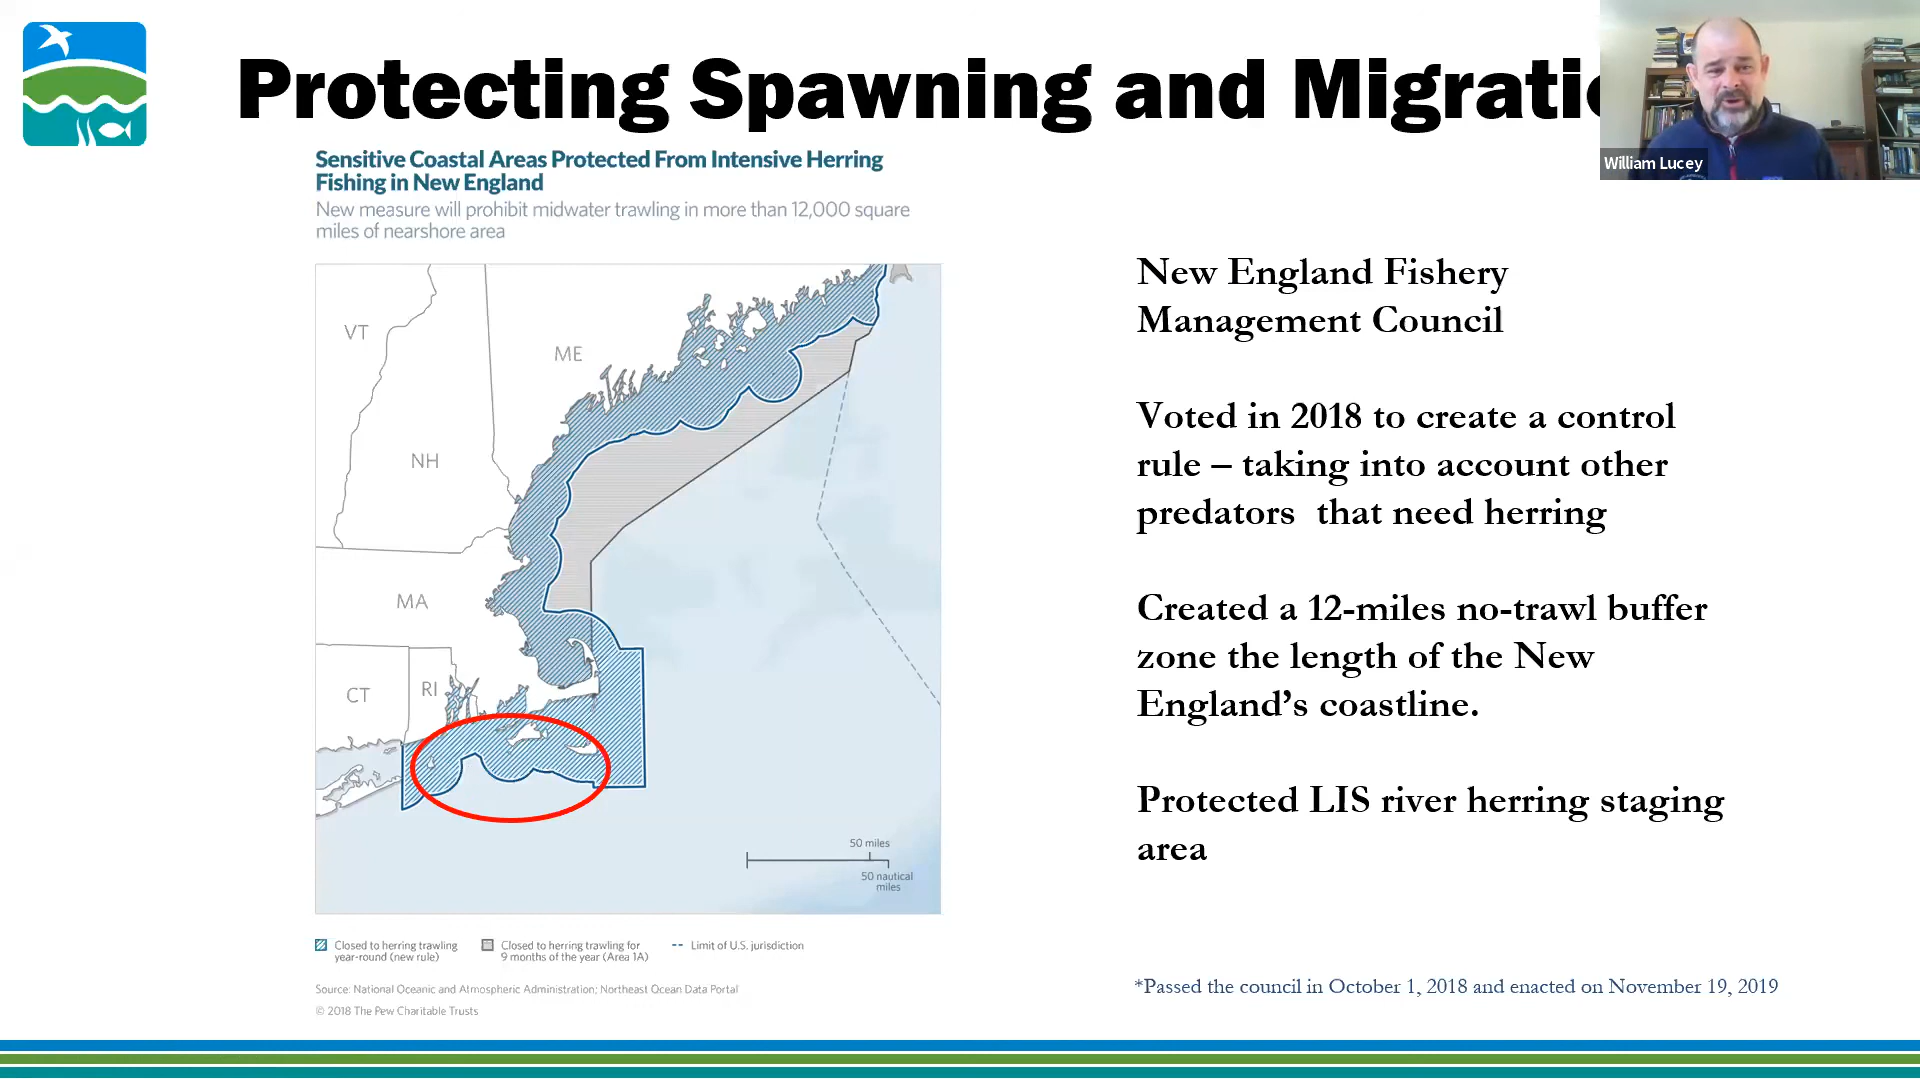 Protecting Spawning and Migratio
William Lucey
Sensitive Coastal Areas Protected From Intensive Herring
Fishing in New England
New measure will prohibit midwater trawling in more than 12,000 square
miles of nearshore area
VT
ME
NH
MA
CT
RI
50 miles
50 nautical
miles
Closed to herring trawling
year-round (new rule)
Closed to herring trawling for
9 months of the year (Area 1A)
Limit of U.S. jurisdiction
Source: National Oceanic and Atmospheric Administration; Northeast Ocean Data Portal
© 2018 The Pew Charitable Trusts
New England Fishery
Management Council
Voted in 2018 to create a control
rule – taking into account other
predators  that need herring
Created a 12-miles no-trawl buffer
zone the length of the New
England’s coastline.
Protected LIS river herring staging
area
*Passed the council in October 1, 2018 and enacted on November 19, 2019